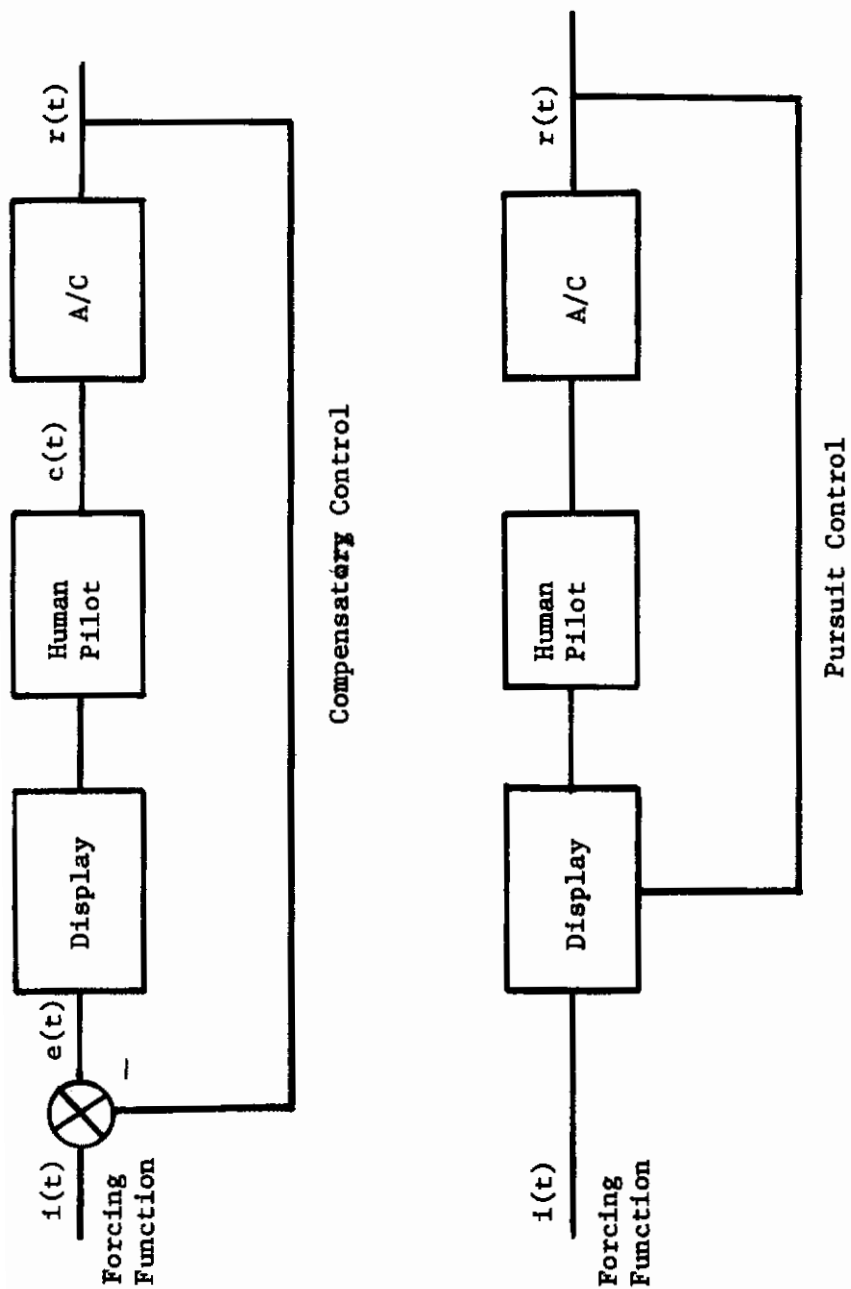 i(t)
Forcing
Function
e(t)
–
Display
Human
Pilot
c(t)
A/C
r(t)
Compensatory Control
i(t)
Forcing
Function
Display
Human
Pilot
A/C
r(t)
Pursuit Control